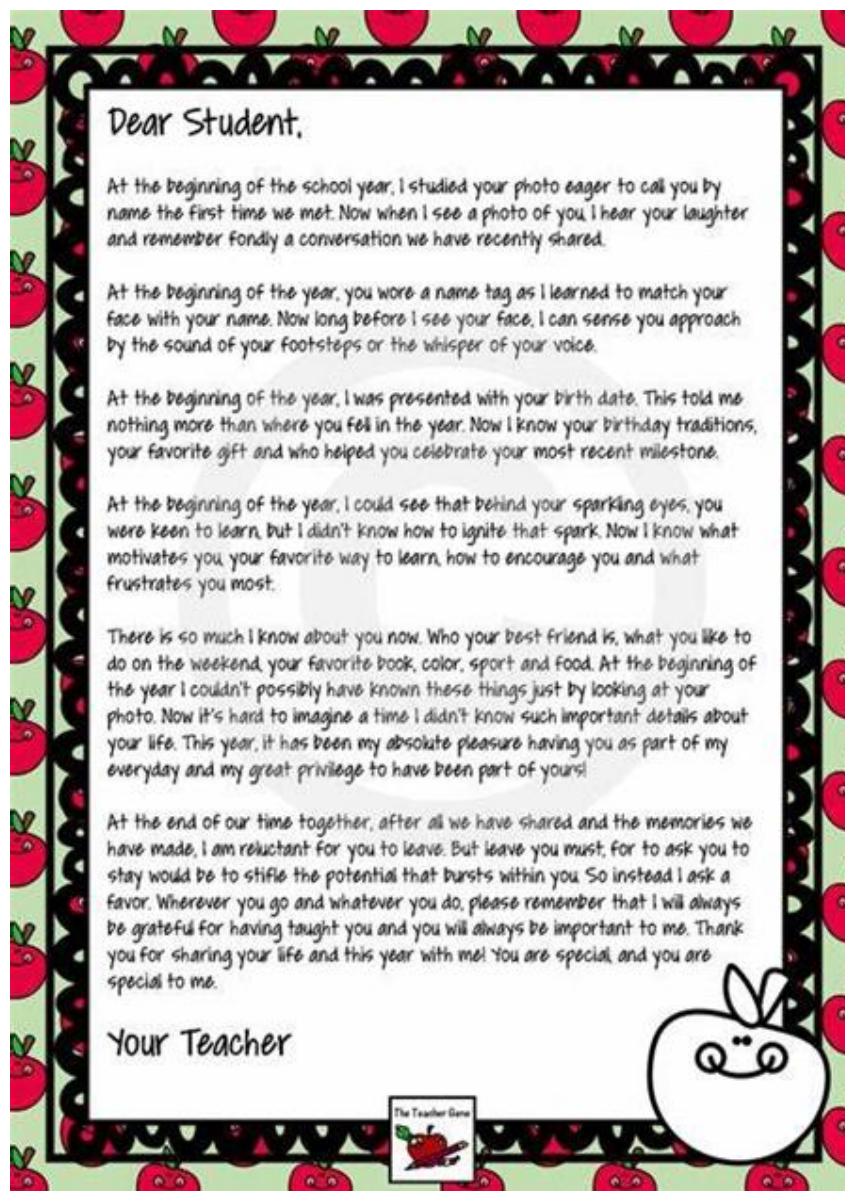 Dear Student,
At the beginning of the school year, I studied your photo eager to call you by
name the first time we met. Now when I see a photo of you, I hear your laughter
and remember fondly a conversation we have recently shared.
At the beginning of the year, you wore a name tag as I learned to match your
face with your name. Now long before I see your face, I can sense you approach
by the sound of your footsteps or the whisper of your voice.
At the beginning of the year, I was presented with your birth date. This told me
nothing more than where you fell in the year. Now I know your birthday traditions,
your favorite gift and who helped you celebrate your most recent milestone.
At the beginning of the year, I could see that behind your sparkling eyes, you
were keen to learn, but I didn't know how to ignite that spark. Now I know what
motivates you, your favorite way to learn, how to encourage you and what
frustrates you most.
There is so much I know about you now. Who your best friend is, what you like to
do on the weekend, your favorite book, color, sport and food. At the beginning of
the year I couldn't possibly have known these things just by looking at your
photo. Now it's hard to imagine a time I didn't know such important details about
your life. This year, it has been my absolute pleasure having you as part of my
everyday and my great privilege to have been part of yours!
At the end of our time together, after all we have shared and the memories we
have made, I am reluctant for you to leave. But leave you must, for to ask you to
stay would be to stifle the potential that bursts within you. So instead I ask a
favor. Wherever you go and whatever you do, please remember that I will always
be grateful for having taught you and you will always be important to me. Thank
you for sharing your life and this year with me! You are special, and you are
special to me.
Your Teacher
The Teacher Gene
©